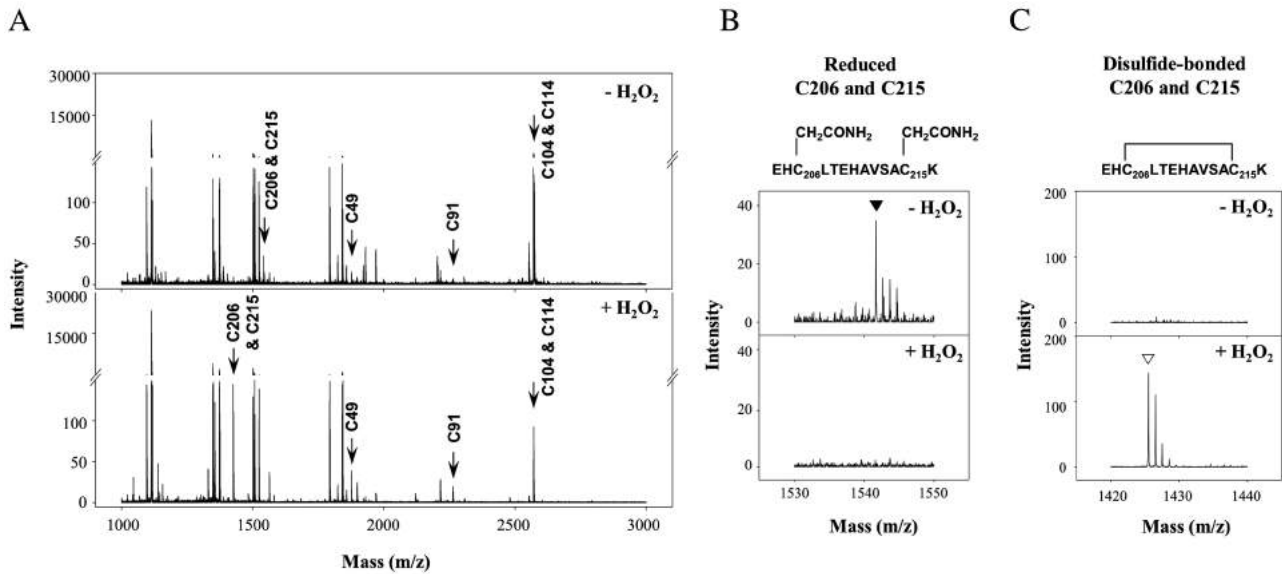 A
30000
15000
100
50
0
- H₂O₂
C206 & C215
C49
C91
C104 & C114
30000
15000
100
50
0
+ H₂O₂
C206
& C215
C49
C91
C104 & C114
Intensity
1000
1500
2000
2500
3000
Mass (m/z)
B
Reduced
C206 and C215
CH₂CONH₂
CH₂CONH₂
EHC₂₀₆LTEHAVSAC₂₁₅K
40
20
0
- H₂O₂
40
20
0
+ H₂O₂
Intensity
1530
1540
1550
Mass (m/z)
C
Disulfide-bonded
C206 and C215
EHC₂₀₆LTEHAVSAC₂₁₅K
200
100
0
- H₂O₂
200
100
0
+ H₂O₂
Intensity
1420
1430
1440
Mass (m/z)